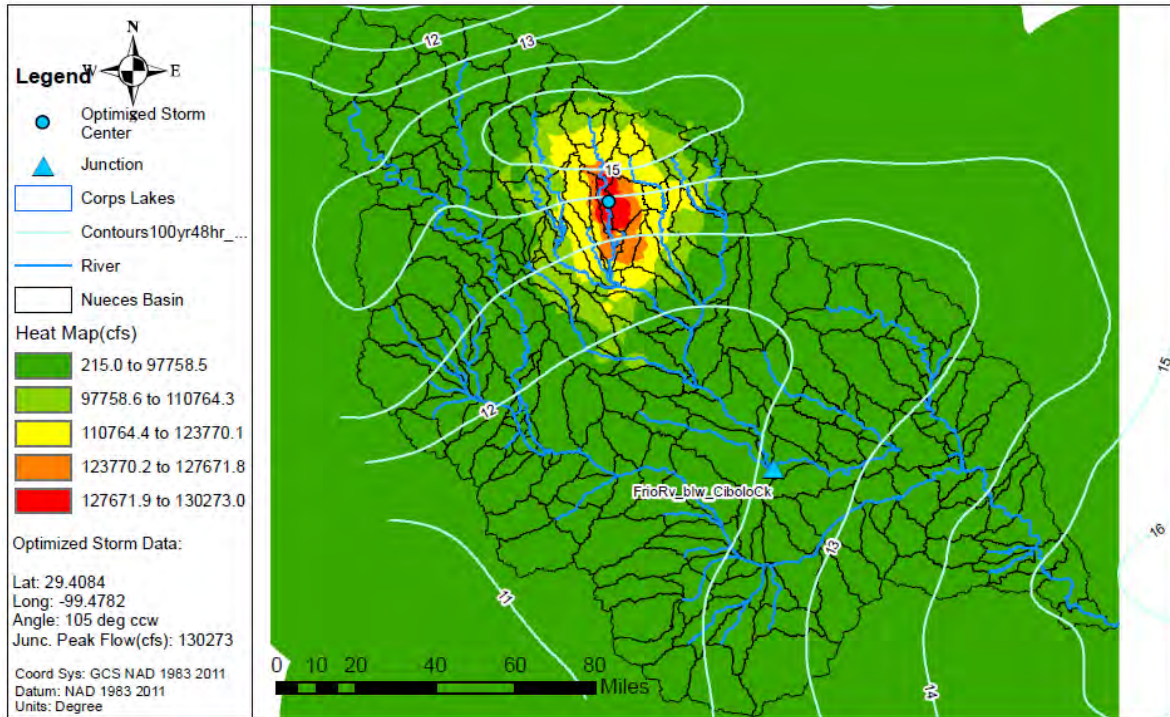 N
W
E
S
Legend
Optimized Storm
Center
Junction
Corps Lakes
Contours100yr48hr_...
River
Nueces Basin
Heat Map(cfs)
215.0 to 97758.5
97758.6 to 110764.3
110764.4 to 123770.1
123770.2 to 127671.8
127671.9 to 130273.0
Optimized Storm Data:
Lat: 29.4084
Long: -99.4782
Angle: 105 deg ccw
Junc. Peak Flow(cfs): 130273
Coord Sys: GCS NAD 1983 2011
Datum: NAD 1983 2011
Units: Degree
12
13
15
15
12
FrioRv_blw_CiboloCk
16
13
11
14
0 10 20 40 60 80
Miles